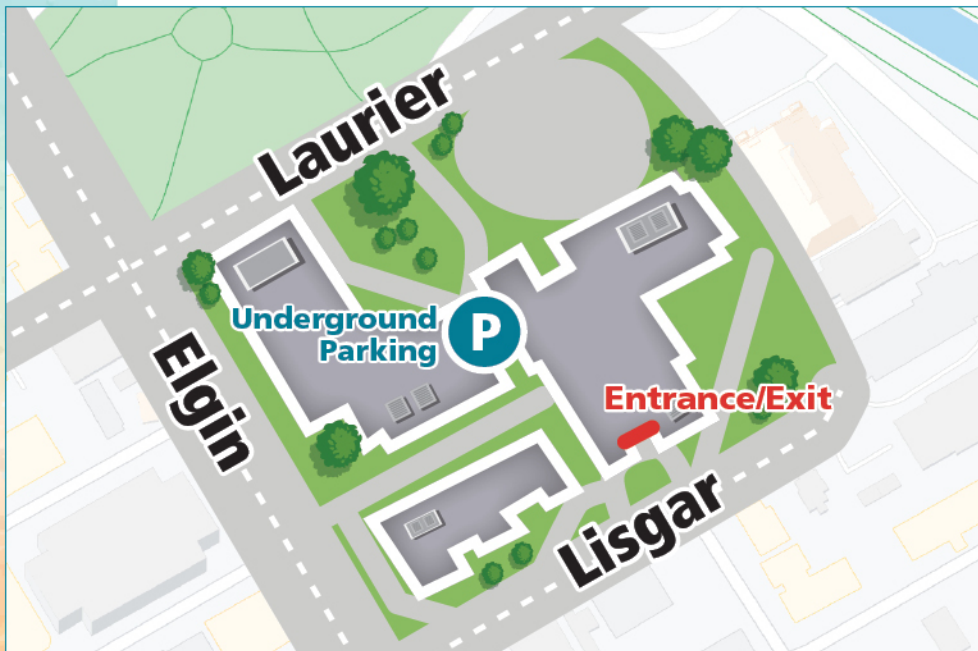 Laurier
Underground
Parking
P
Elgin
Entrance/Exit
Lisgar